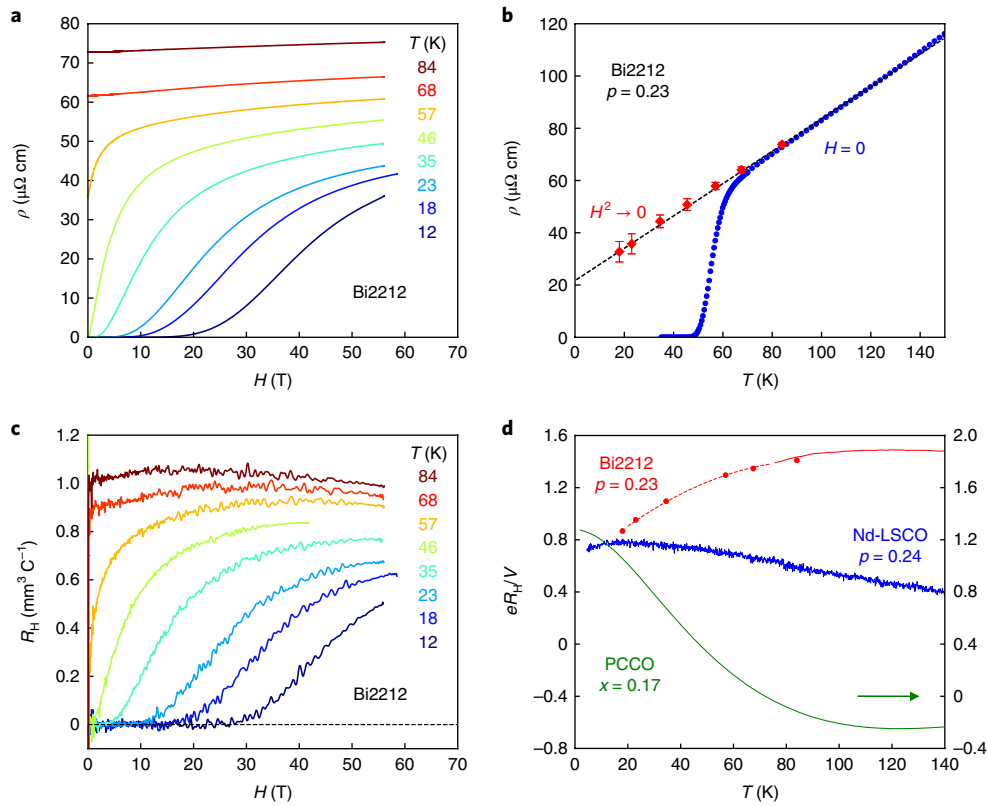 a
80
70
60
50
40
30
20
10
0
ρ (μΩ cm)
T (K)
84
68
57
46
35
23
18
12
Bi2212
0 10 20 30 40 50 60 70
H (T)
b
120
100
80
60
40
20
0
ρ (μΩ cm)
Bi2212
p = 0.23
H = 0
H² → 0
0 20 40 60 80 100 120 140
T (K)
c
1.2
1.0
0.8
0.6
0.4
0.2
0
R_H (mm³ C⁻¹)
T (K)
84
68
57
46
35
23
18
12
Bi2212
0 10 20 30 40 50 60 70
H (T)
d
1.6
1.2
0.8
0.4
0
−0.4
−0.8
eR_H/V
Bi2212
p = 0.23
Nd-LSCO
p = 0.24
PCCO
x = 0.17
2.0
1.6
1.2
0.8
0.4
0
−0.4
0 20 40 60 80 100 120 140
T (K)